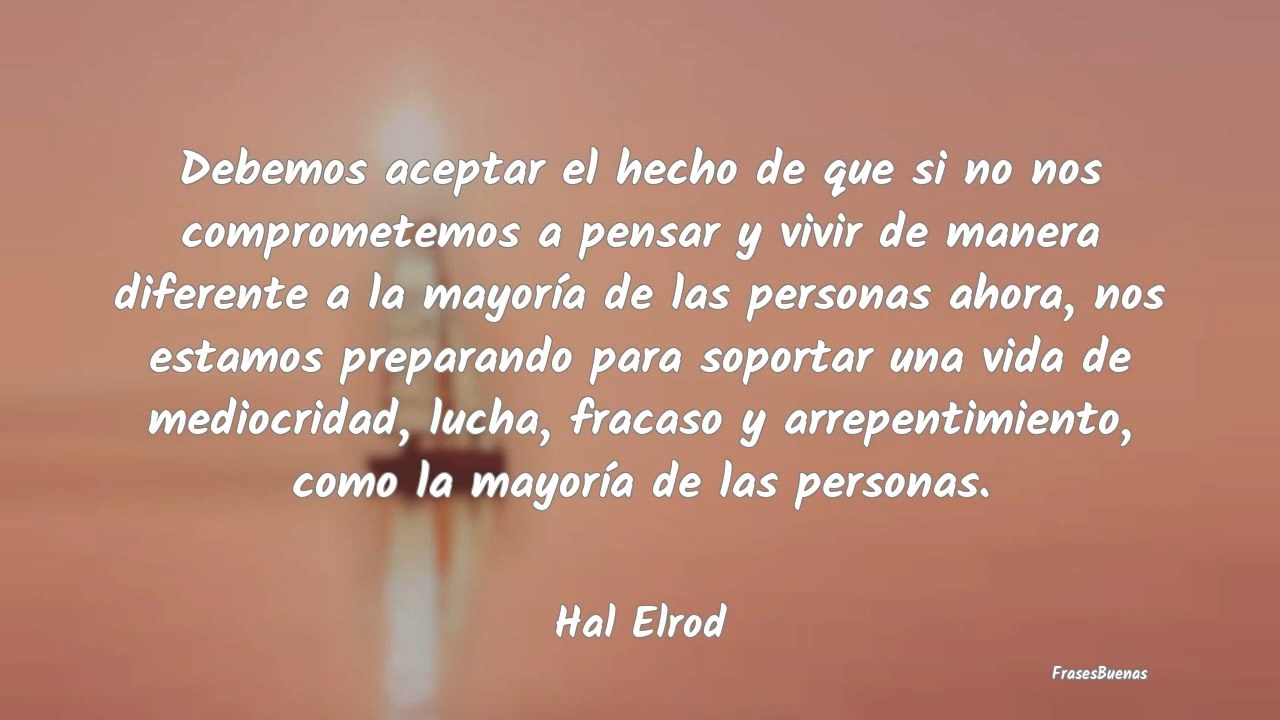 Debemos aceptar el hecho de que si no nos
comprometemos a pensar y vivir de manera
diferente a la mayoría de las personas ahora, nos
estamos preparando para soportar una vida de
mediocridad, lucha, fracaso y arrepentimiento,
como la mayoría de las personas.
Hal Elrod
FrasesBuenas